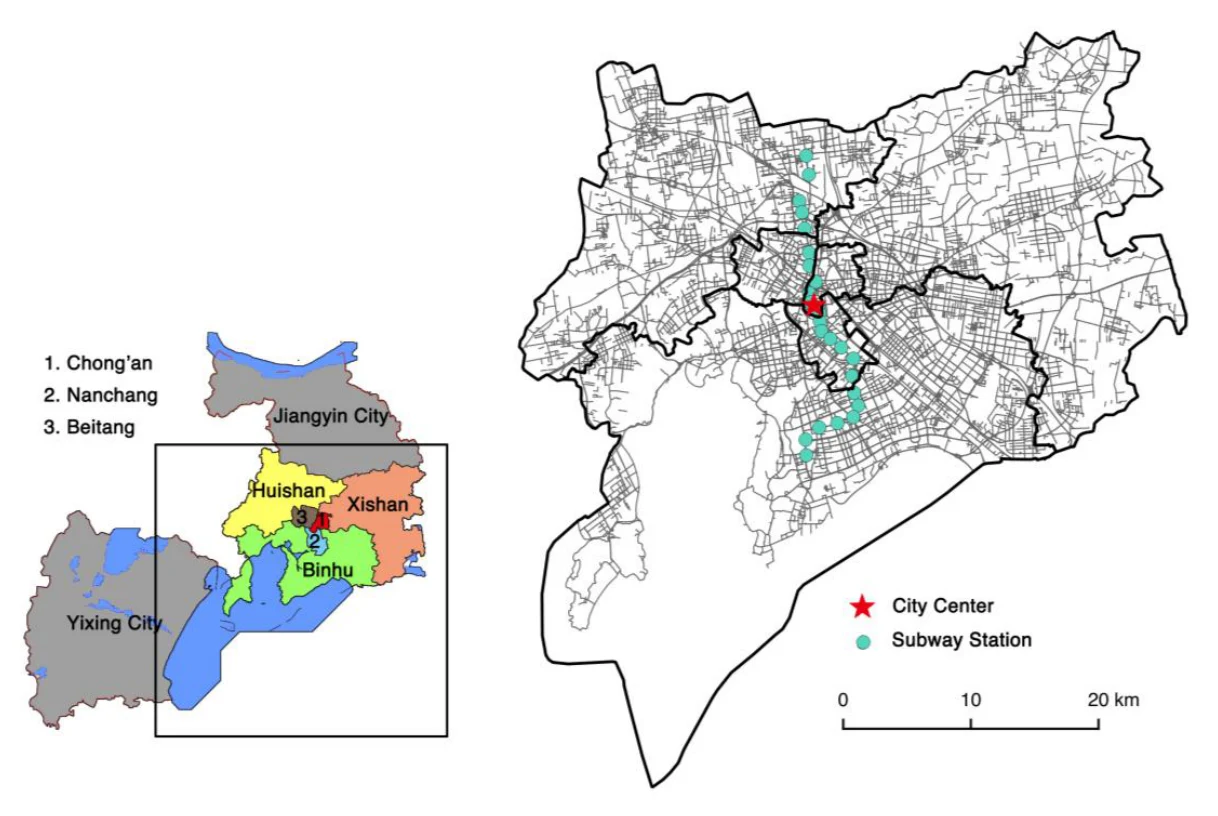 1. Chong'an
2. Nanchang
3. Beitang
Jiangyin City
Huishan
Xishan
3
1
2
Binhu
Yixing City
City Center
Subway Station
0 10 20 km